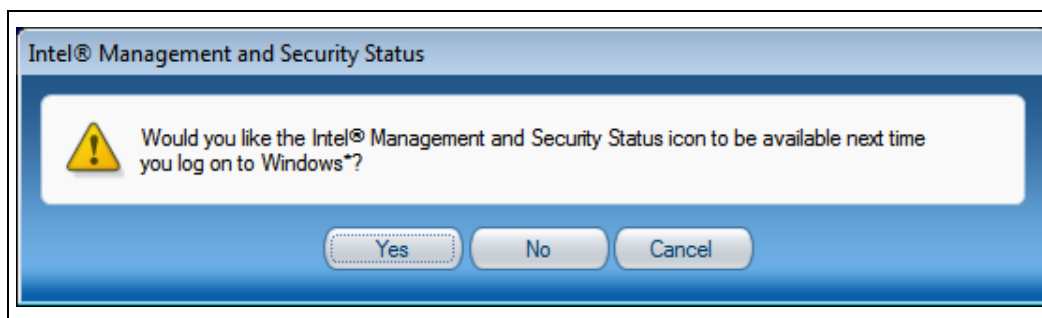 Intel® Management and Security Status
Would you like the Intel® Management and Security Status icon to be available next time
you log on to Windows*?
Yes No Cancel